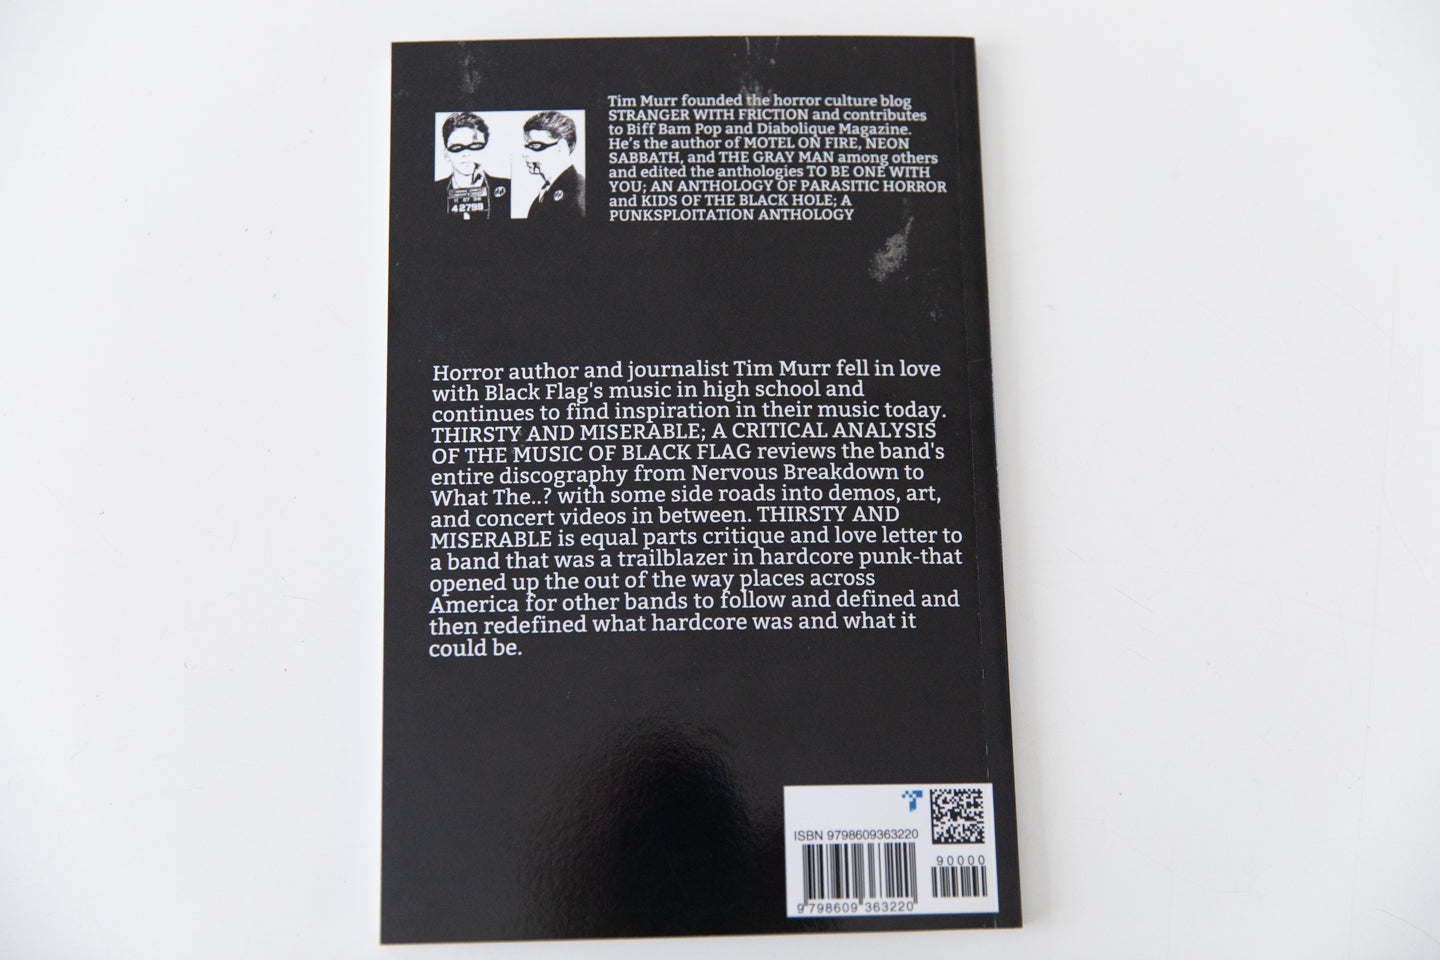 Tim Murr founded the horror culture blog
STRANGER WITH FRICTION and contributes
to Biff Bam Pop and Diabolique Magazine.
He's the author of MOTEL ON FIRE, NEON
SABBATH, and THE GRAY MAN among others
and edited the anthologies TO BE ONE WITH
YOU; AN ANTHOLOGY OF PARASITIC HORROR
and KIDS OF THE BLACK HOLE; A
PUNKSPLOITATION ANTHOLOGY
42799
Horror author and journalist Tim Murr fell in love
with Black Flag's music in high school and
continues to find inspiration in their music today.
THIRSTY AND MISERABLE; A CRITICAL ANALYSIS
OF THE MUSIC OF BLACK FLAG reviews the band's
entire discography from Nervous Breakdown to
What The..? with some side roads into demos, art,
and concert videos in between. THIRSTY AND
MISERABLE is equal parts critique and love letter to
a band that was a trailblazer in hardcore punk-that
opened up the out of the way places across
America for other bands to follow and defined and
then redefined what hardcore was and what it
could be.
ISBN 9798609363220
90000
9 798609 363220